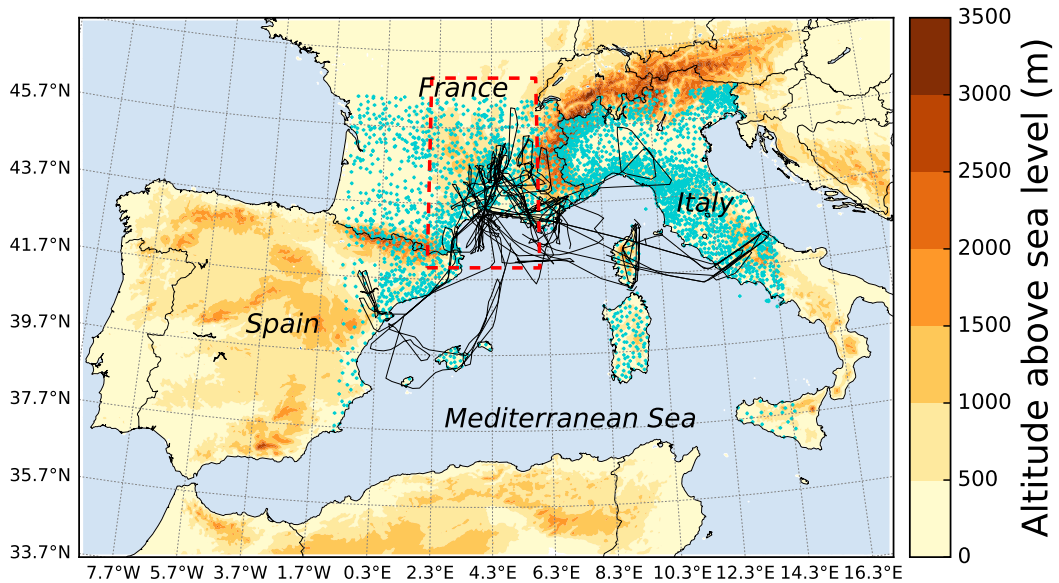 France
Italy
Spain
Mediterranean Sea
45.7°N
43.7°N
41.7°N
39.7°N
37.7°N
35.7°N
33.7°N
7.7°W 5.7°W 3.7°W 1.7°W 0.3°E 2.3°E 4.3°E 6.3°E 8.3°E 10.3°E 12.3°E 14.3°E 16.3°E
3500
3000
2500
2000
1500
1000
500
0
Altitude above sea level (m)